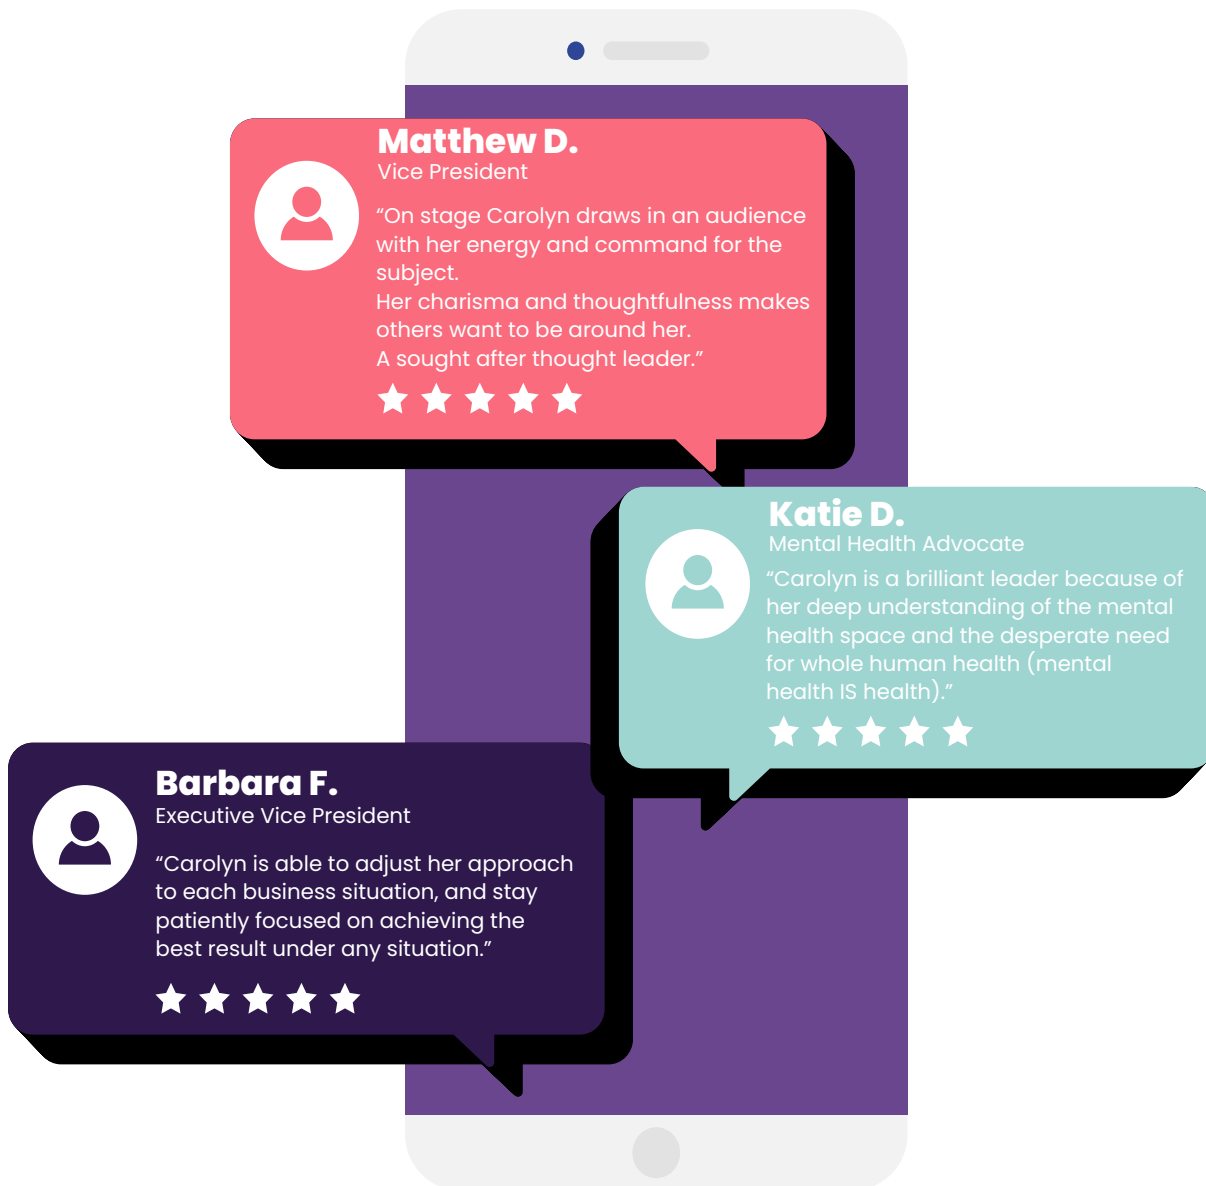 Matthew D.
Vice President
“On stage Carolyn draws in an audience
with her energy and command for the
subject.
Her charisma and thoughtfulness makes
others want to be around her.
A sought after thought leader.”
Katie D.
Mental Health Advocate
“Carolyn is a brilliant leader because of
her deep understanding of the mental
health space and the desperate need
for whole human health (mental
health IS health).”
Barbara F.
Executive Vice President
“Carolyn is able to adjust her approach
to each business situation, and stay
patiently focused on achieving the
best result under any situation.”